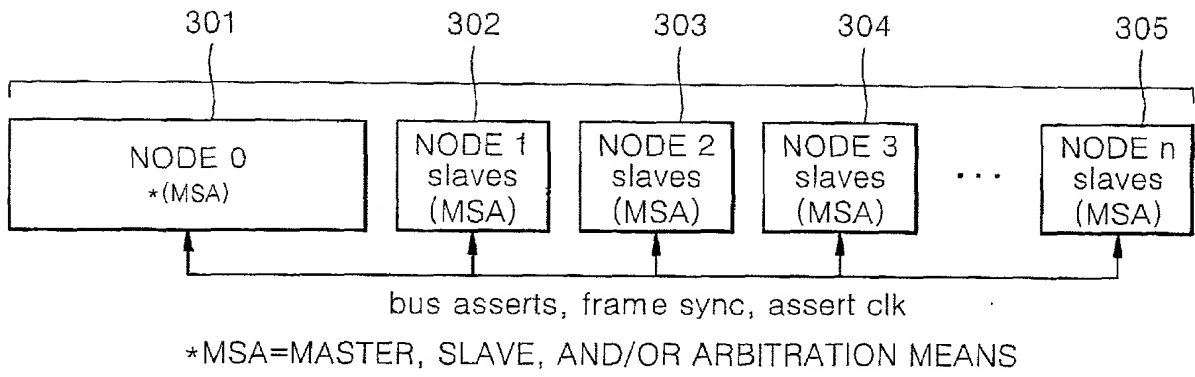 301 302 303 304 305
NODE 0 NODE 1 NODE 2 NODE 3 NODE n
*(MSA) slaves slaves slaves ... slaves
(MSA) (MSA) (MSA) (MSA)
bus asserts, frame sync, assert clk
*MSA=MASTER, SLAVE, AND/OR ARBITRATION MEANS